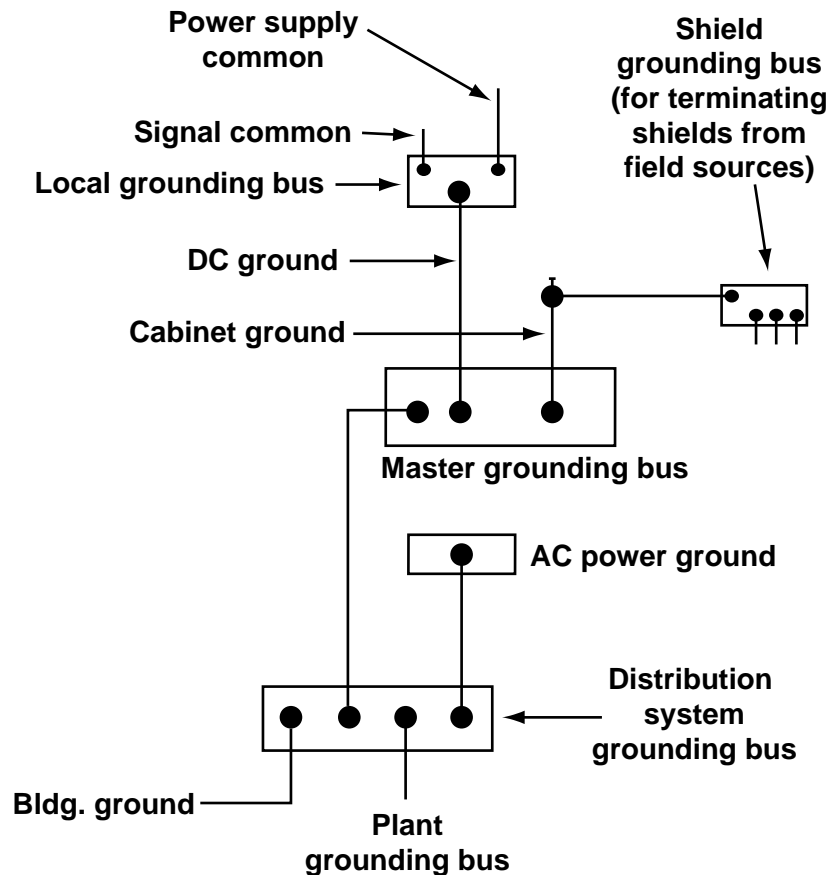 Power supply
common
Shield
grounding bus
(for terminating
shields from
field sources)
Signal common
Local grounding bus
DC ground
Cabinet ground
Master grounding bus
AC power ground
Distribution
system
grounding bus
Bldg. ground
Plant
grounding bus